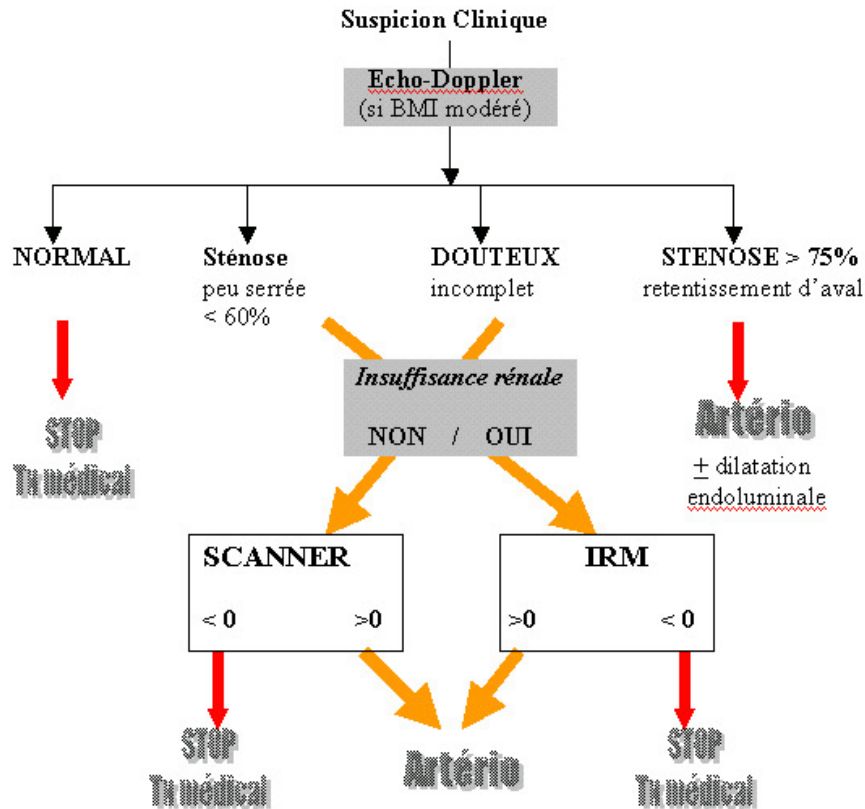 Suspicion Clinique
Echo-Doppler
(si BMI modéré)
NORMAL
Sténose
peu serrée
< 60%
DOUTEUX
incomplet
STENOSE > 75%
retentissement d'aval
Insuffisance rénale
NON / OUI
STOP
Tt médical
Artério
± dilatation
endoluminale
SCANNER
< 0 >0
IRM
>0 < 0
STOP
Tt médical
Artério
STOP
Tt médical